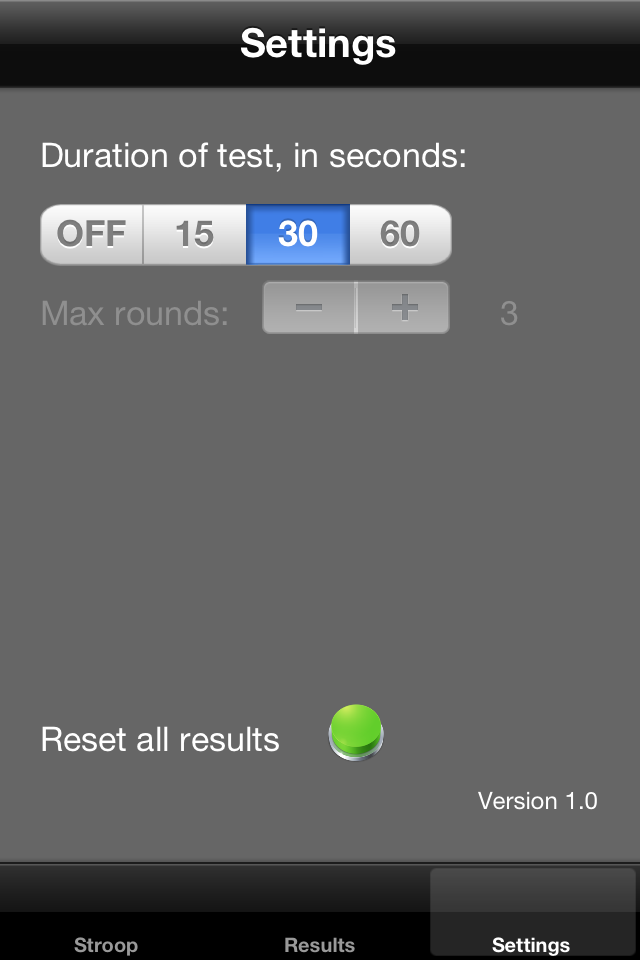 Settings
Duration of test, in seconds:
OFF 15 30 60
Max rounds: − + 3
Reset all results
Version 1.0
Stroop Results Settings